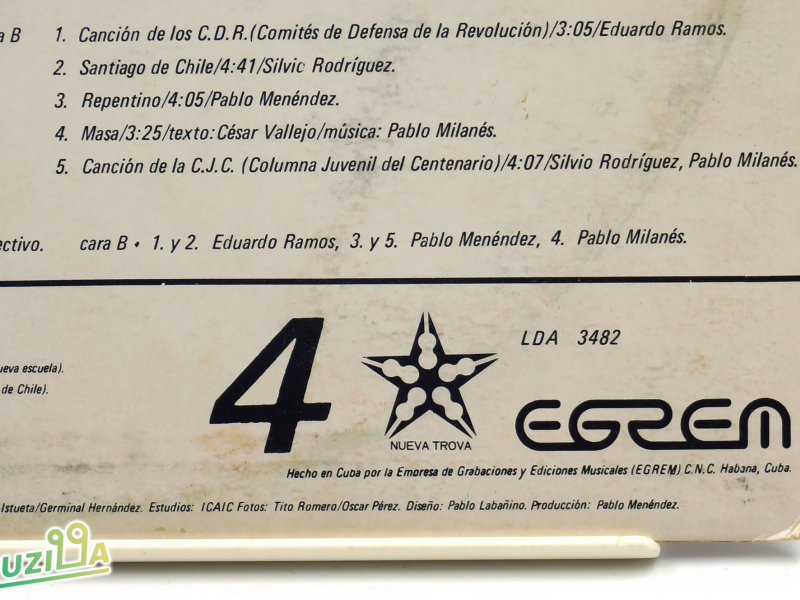 a B 1. Canción de los C.D.R.(Comités de Defensa de la Revolución)/3:05/Eduardo Ramos.
2. Santiago de Chile/4:41/Silvio Rodríguez.
3. Repentino/4:05/Pablo Menéndez.
4. Masa/3:25/texto: César Vallejo/música: Pablo Milanés.
5. Canción de la C.J.C. (Columna Juvenil del Centenario)/4:07/Silvio Rodríguez, Pablo Milanés.
ectivo. cara B • 1. y 2. Eduardo Ramos, 3. y 5. Pablo Menéndez, 4. Pablo Milanés.
LDA 3482
ueva escuela).
de Chile).
4
NUEVA TROVA
EGREM
Hecho en Cuba por la Empresa de Grabaciones y Ediciones Musicales (EGREM) C.N.C. Habana, Cuba.
Istueta/Germinal Hernández. Estudios: ICAIC Fotos: Tito Romero/Oscar Pérez. Diseño: Pablo Labañino. Producción: Pablo Menéndez.
UZILLA